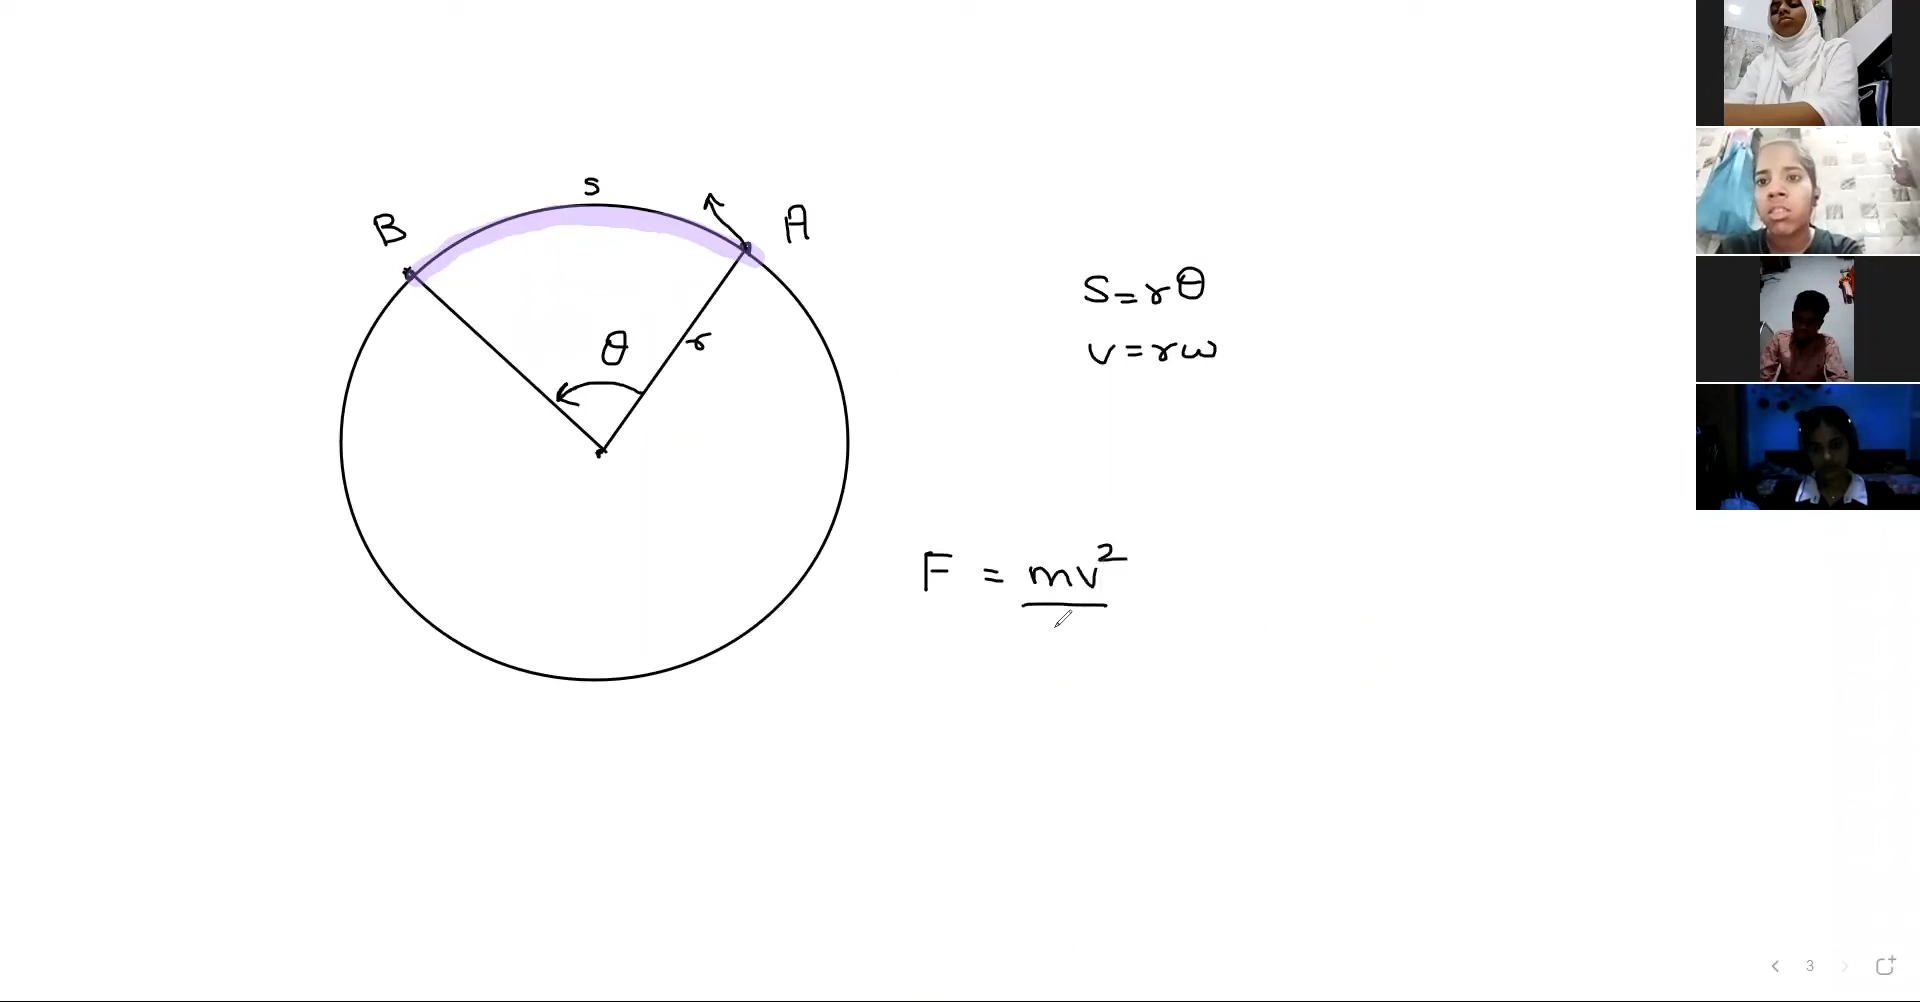 s
B
A
θ
r
S = rθ
v = rω
F = mv²
3